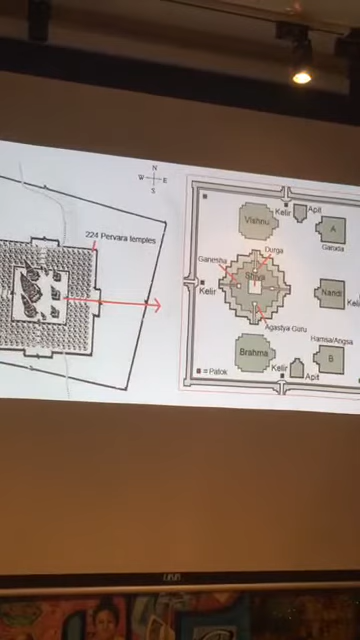 N
W E
S
224 Pervara temples
Vishnu
Kelir
Apit
A
Garuda
Ganesha
Durga
Shiva
Kelir
Nandi
Agastya Guru
Brahma
Hamsa/Angsa
B
Kelir
Apit
= Patok